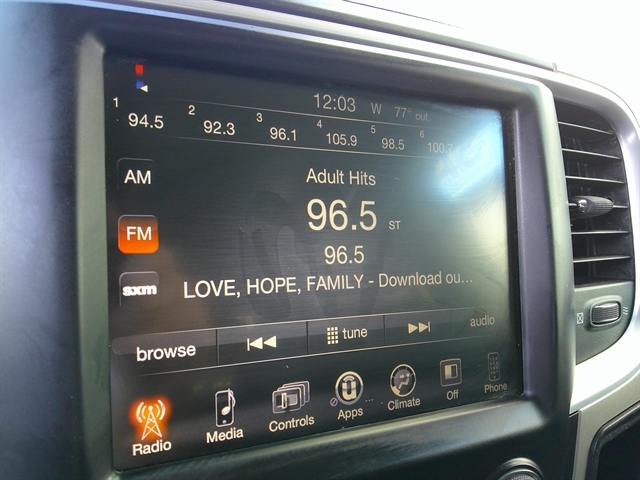 12:03 W 77° out
1 94.5 2 92.3 3 96.1 4 105.9 5 98.5 6 100.7
AM
Adult Hits
FM
96.5 ST
96.5
sxm
LOVE, HOPE, FAMILY - Download ou...
browse tune audio
Radio Media Controls Apps ... Climate Off Phone